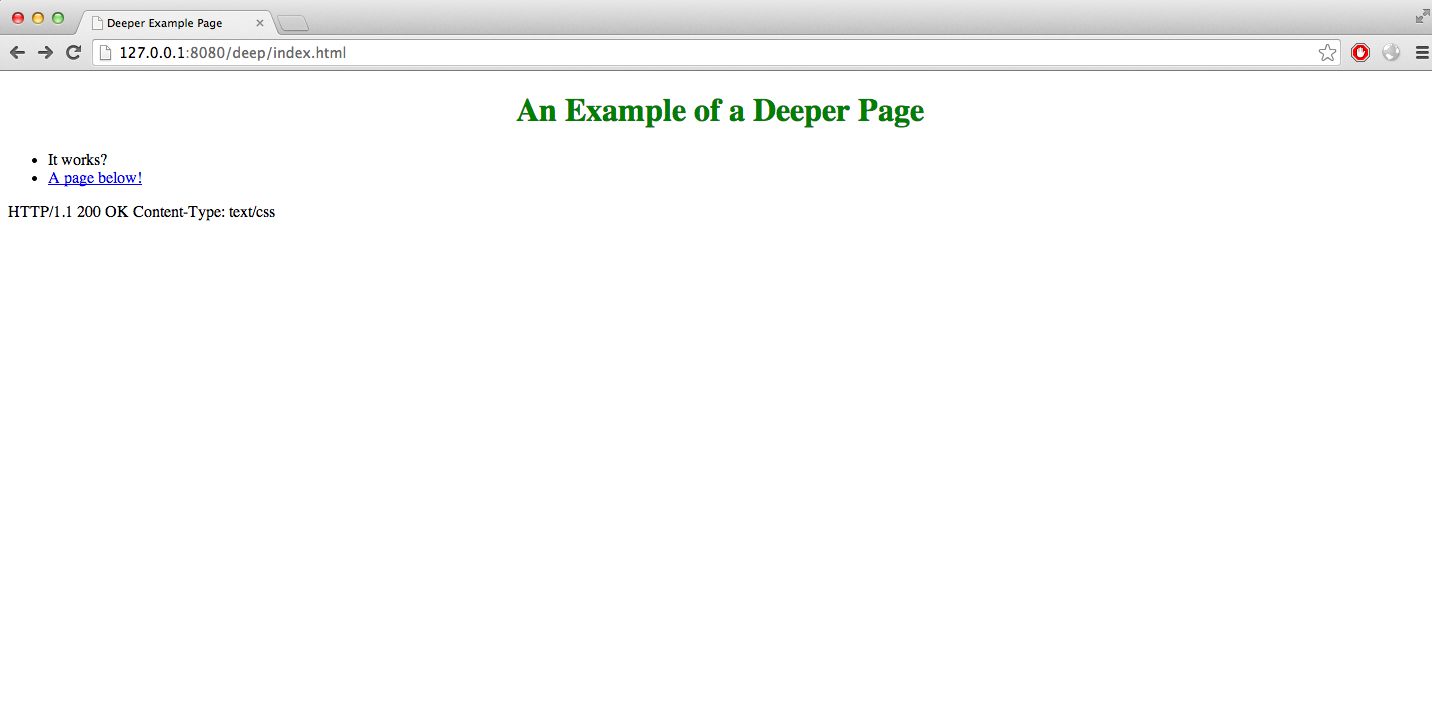 Deeper Example Page
127.0.0.1:8080/deep/index.html
An Example of a Deeper Page
• It works?
• A page below!
HTTP/1.1 200 OK Content-Type: text/css